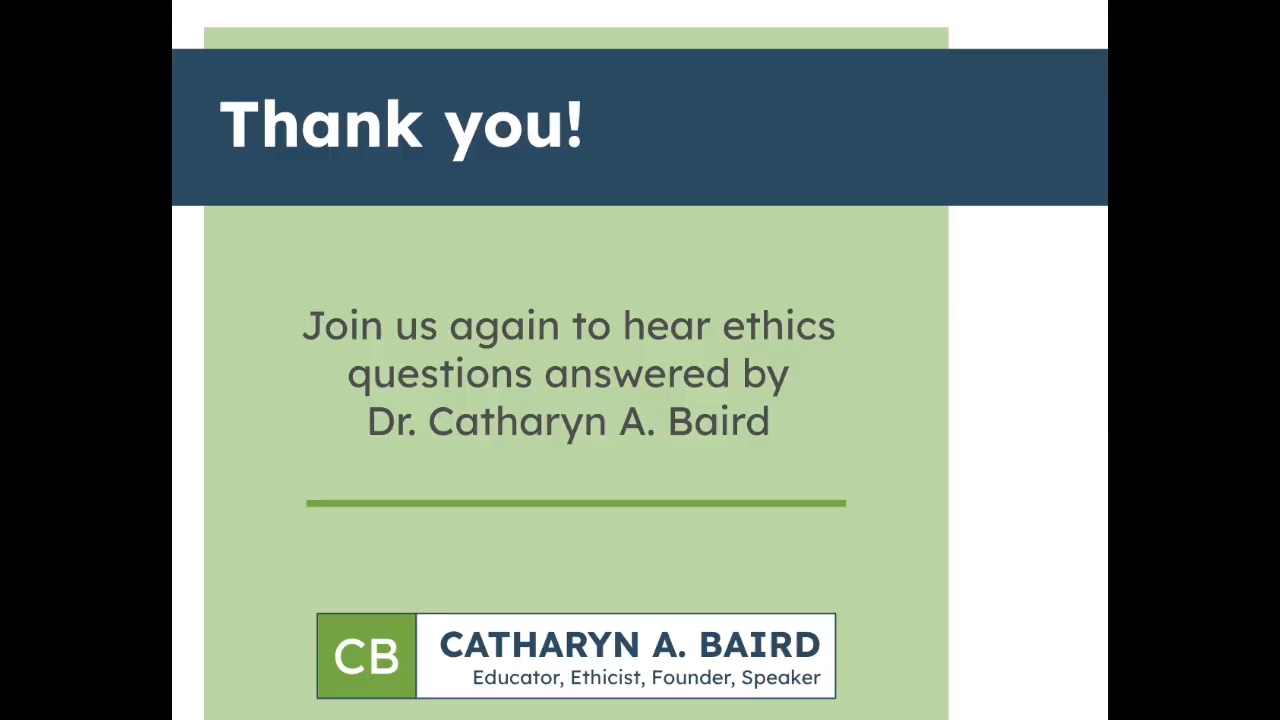 Thank you!
Join us again to hear ethics
questions answered by
Dr. Catharyn A. Baird
CB
CATHARYN A. BAIRD
Educator, Ethicist, Founder, Speaker